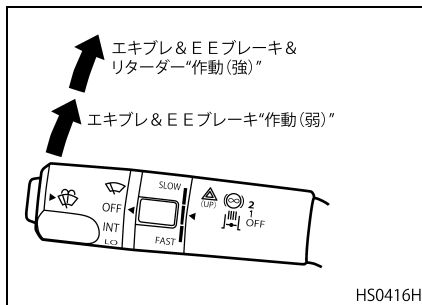 エキブレ＆ＥＥブレーキ＆
リターダー“作動（強）”
エキブレ＆ＥＥブレーキ“作動（弱）”
OFF
INT
LO
SLOW
FAST
(UP)
2
1
OFF
HS0416H